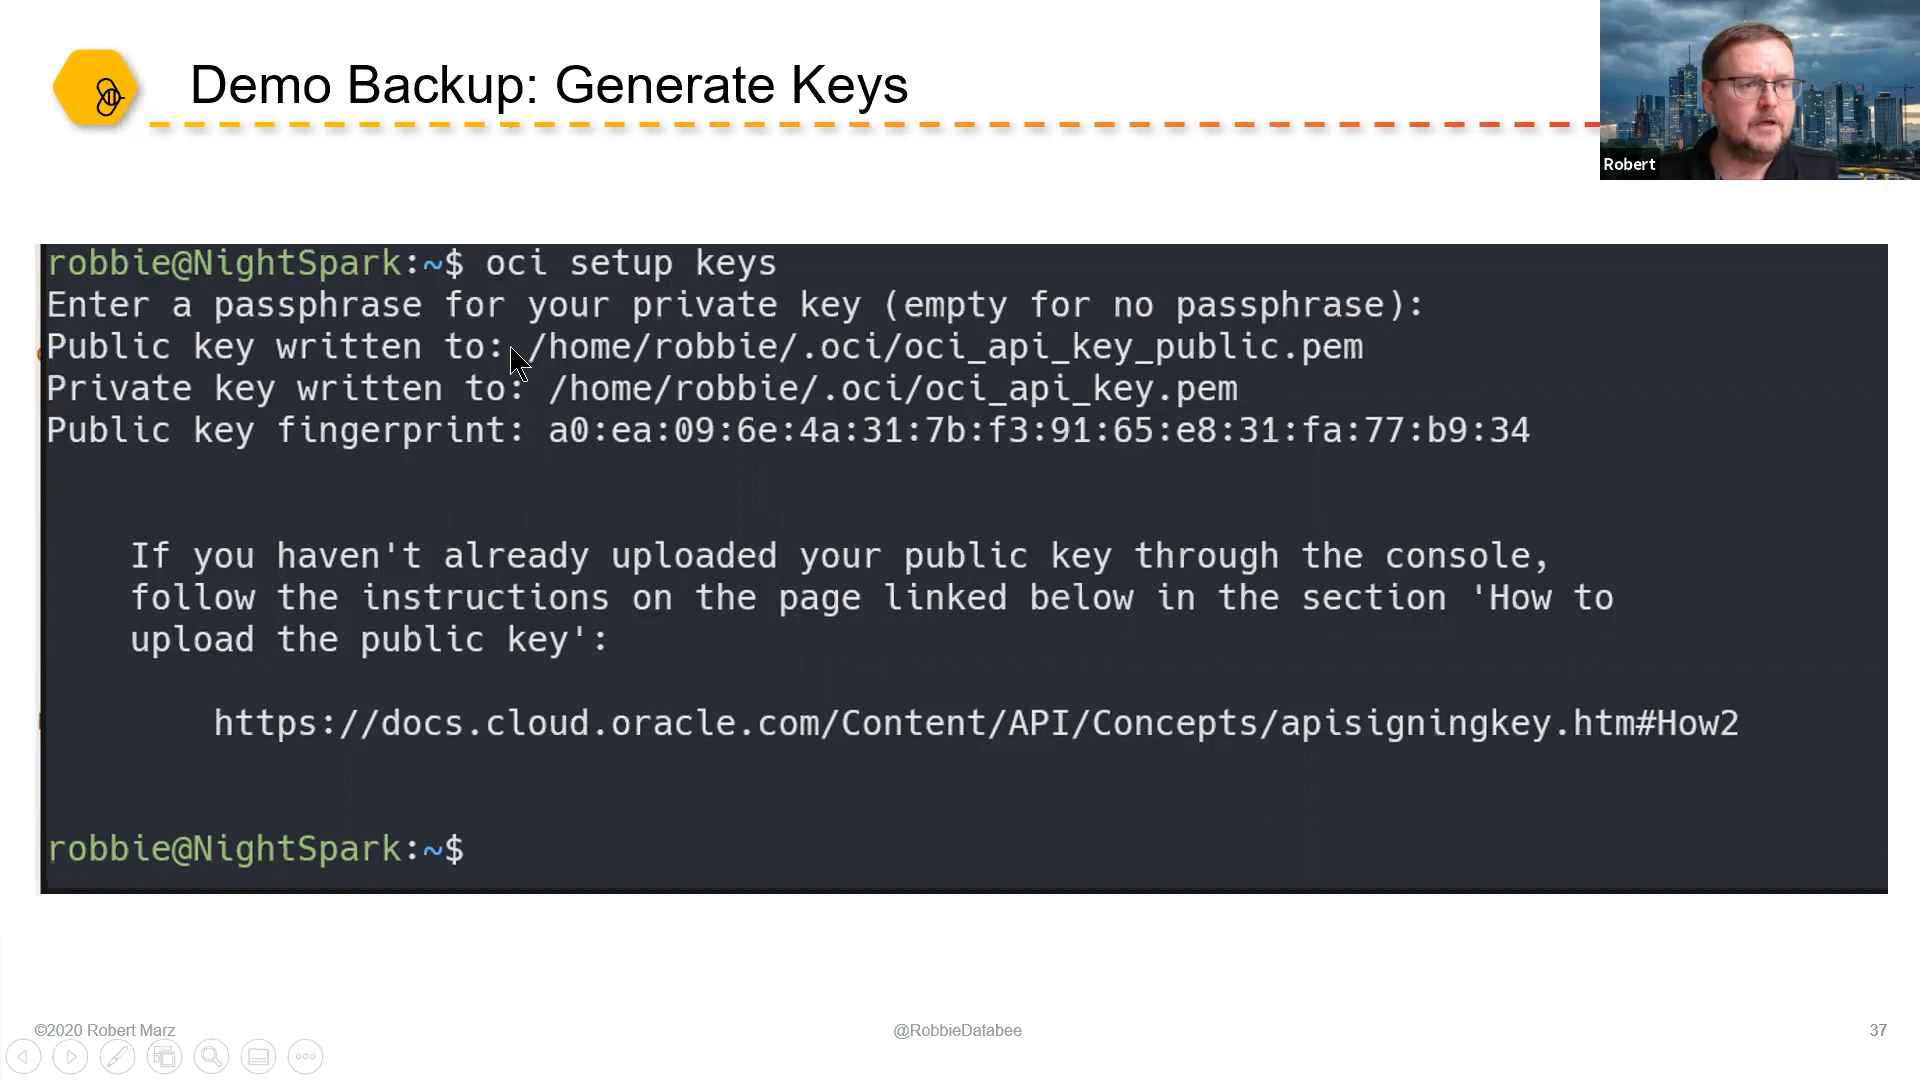 Demo Backup: Generate Keys
Robert
robbie@NightSpark:~$ oci setup keys
Enter a passphrase for your private key (empty for no passphrase):
Public key written to: /home/robbie/.oci/oci_api_key_public.pem
Private key written to: /home/robbie/.oci/oci_api_key.pem
Public key fingerprint: a0:ea:09:6e:4a:31:7b:f3:91:65:e8:31:fa:77:b9:34
If you haven't already uploaded your public key through the console,
follow the instructions on the page linked below in the section 'How to
upload the public key':
https://docs.cloud.oracle.com/Content/API/Concepts/apisigningkey.htm#How2
robbie@NightSpark:~$
©2020 Robert Marz
@RobbieDatabee
37